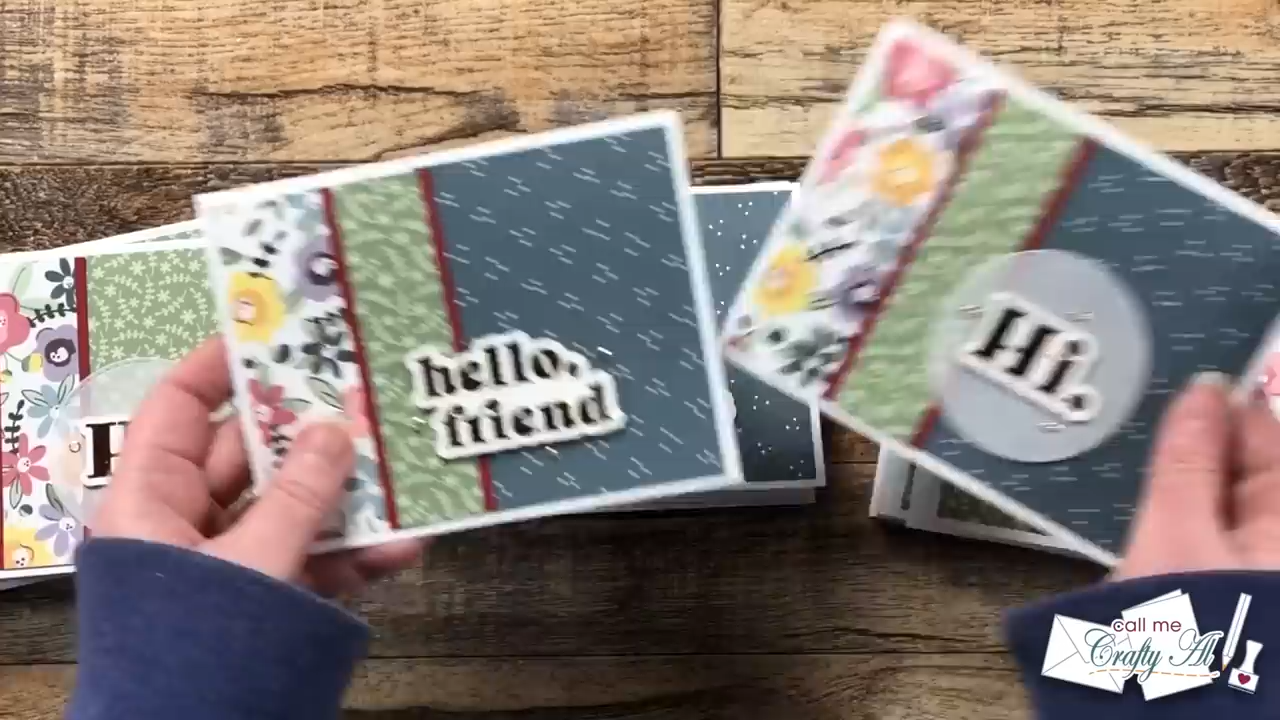 hello,
friend
Hi.
H
call me
Crafty Al